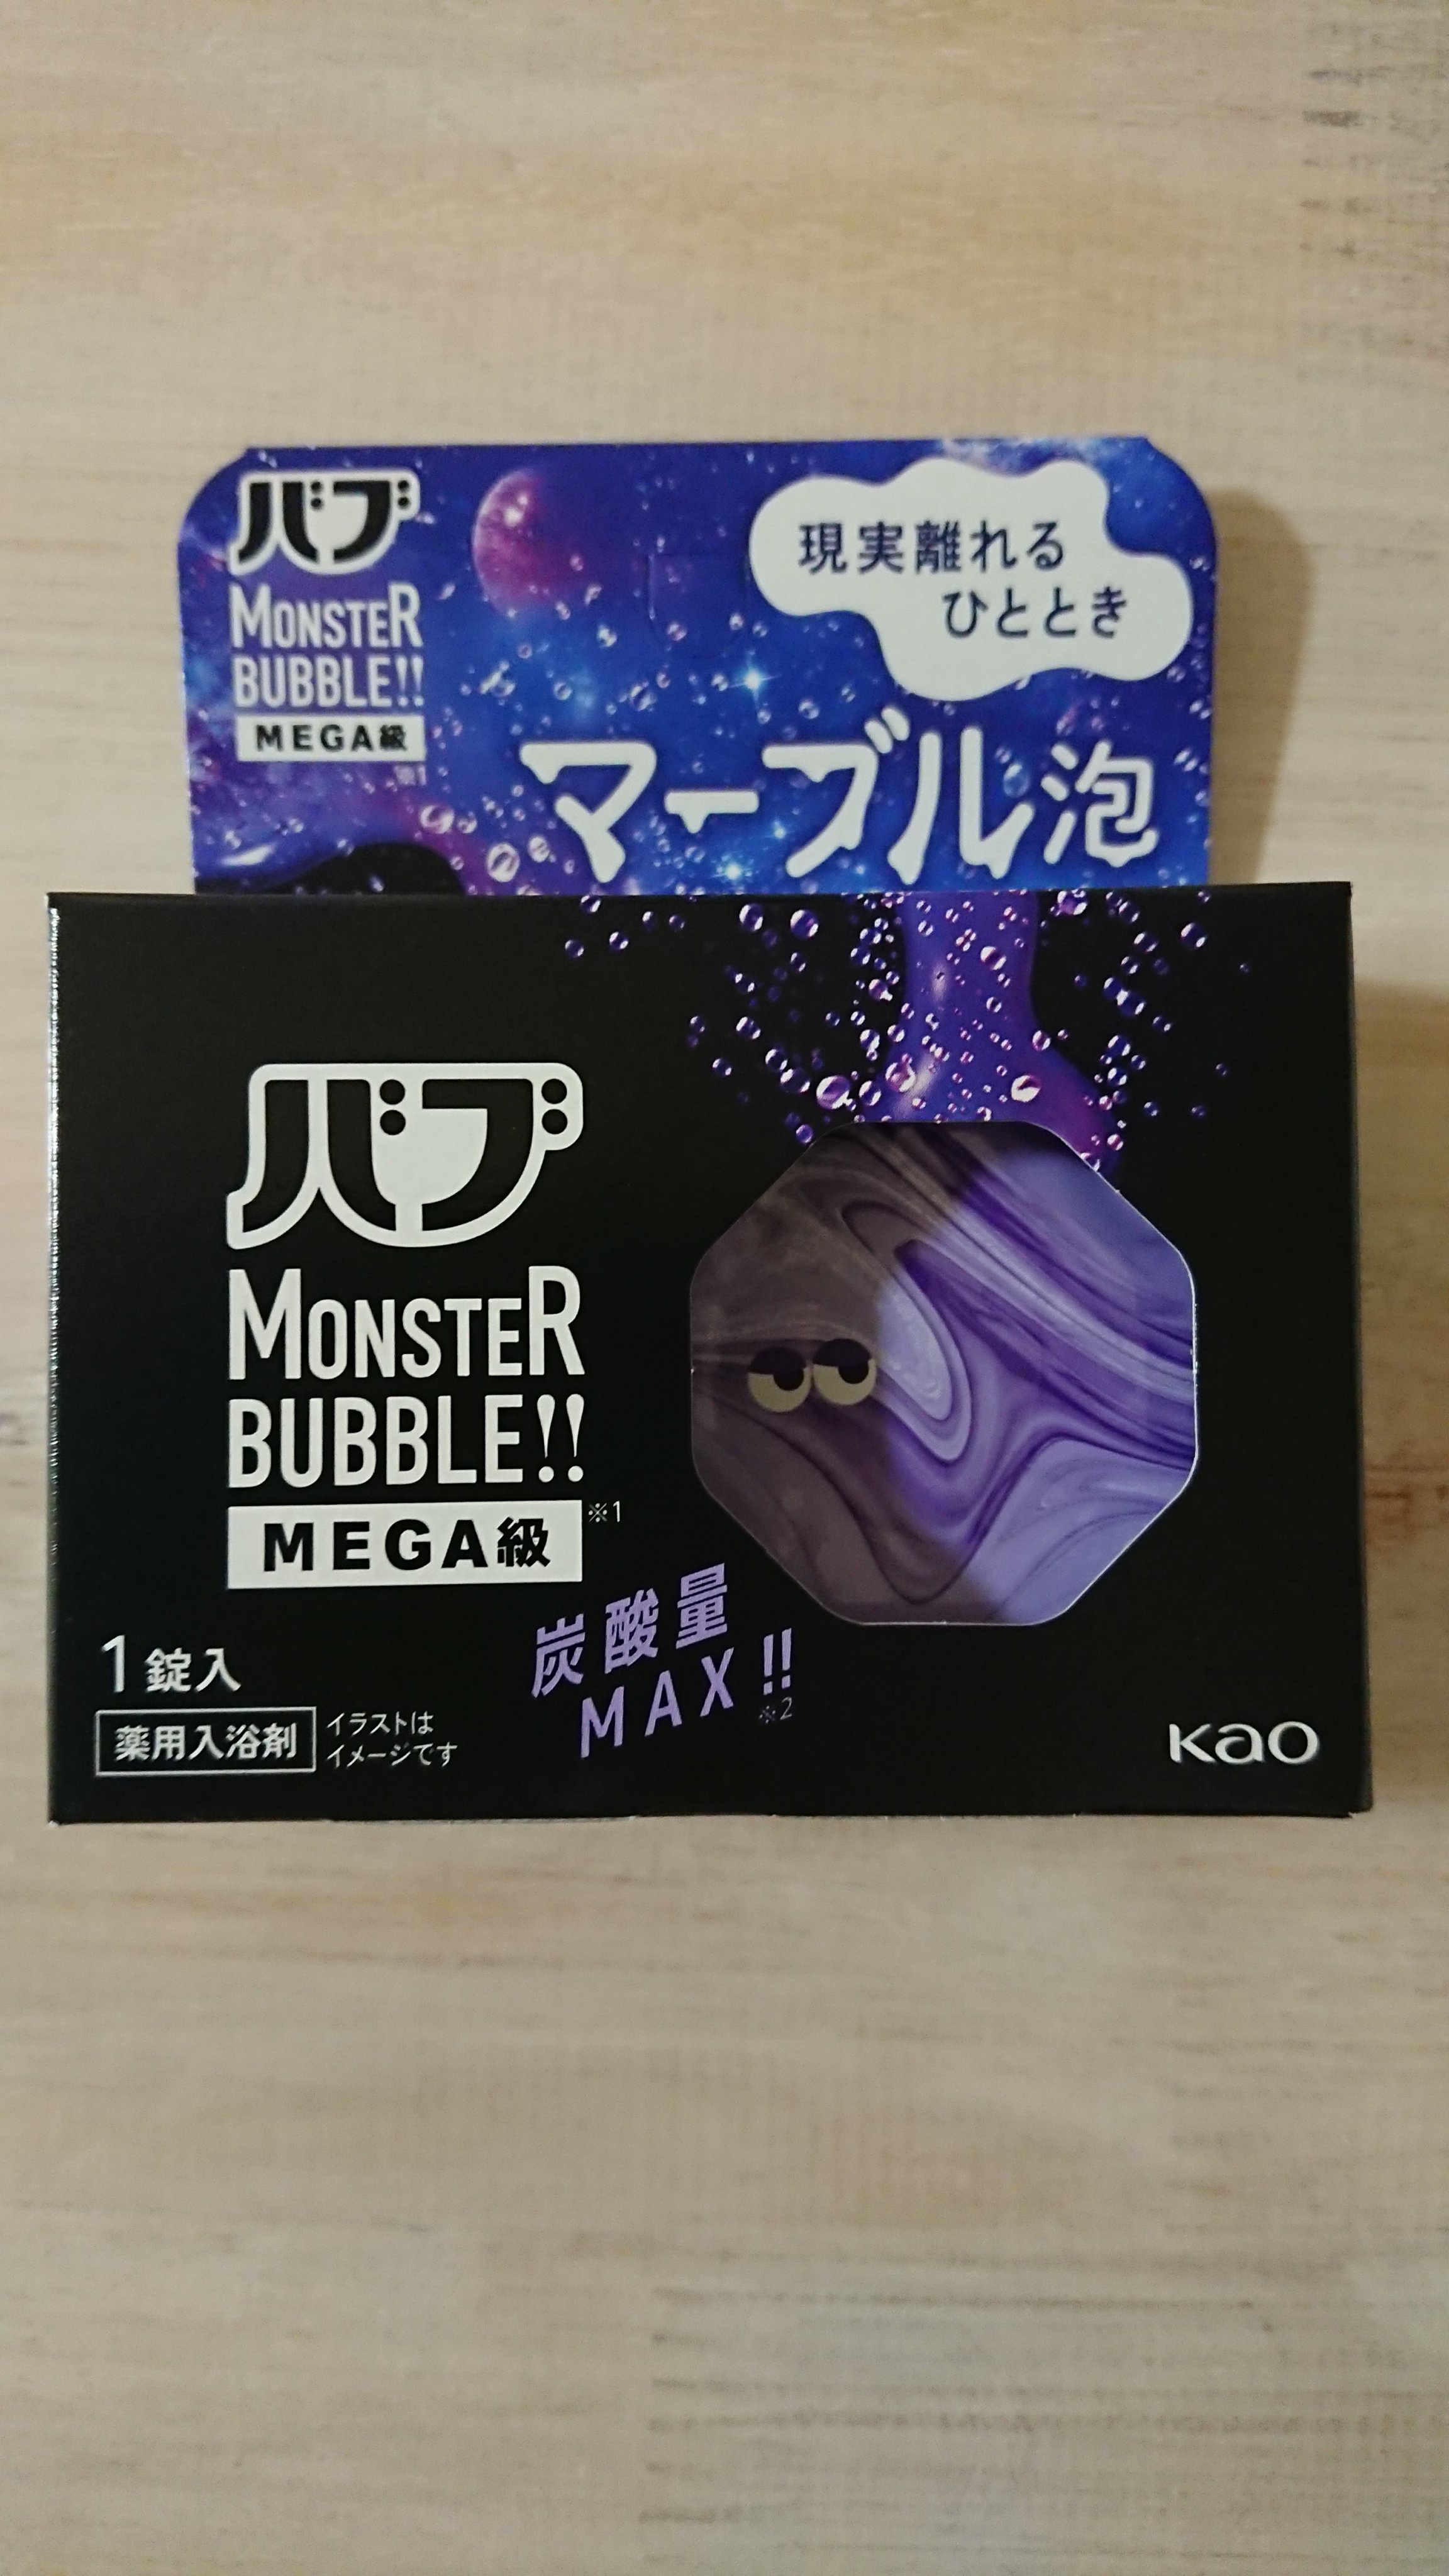 バブ
MONSTER
BUBBLE!!
MEGA級
※1
現実離れる
ひととき
マーブル泡
バブ
MONSTER
BUBBLE!!
MEGA級※1
炭酸量
MAX!!
※2
1錠入
薬用入浴剤
イラストは
イメージです
Kao